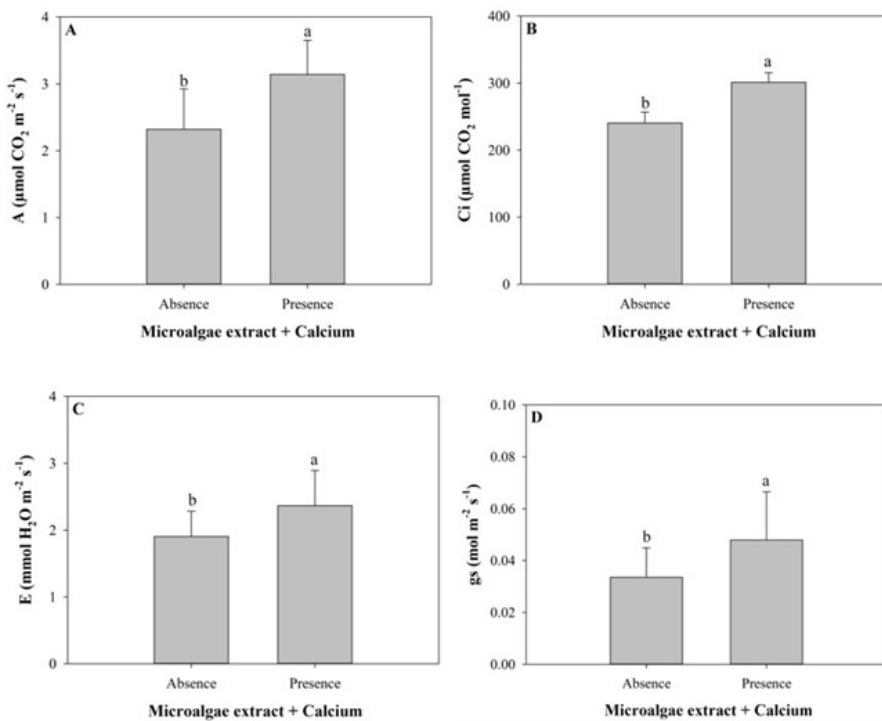 A
A (µmol CO₂ m⁻² s⁻¹)
4
3
2
1
0
b
a
Absence
Presence
Microalgae extract + Calcium
B
Ci (µmol CO₂ mol⁻¹)
400
300
200
100
0
b
a
Absence
Presence
Microalgae extract + Calcium
C
E (mmol H₂O m⁻² s⁻¹)
4
3
2
1
0
b
a
Absence
Presence
Microalgae extract + Calcium
D
gs (mol m⁻² s⁻¹)
0.10
0.08
0.06
0.04
0.02
0.00
b
a
Absence
Presence
Microalgae extract + Calcium